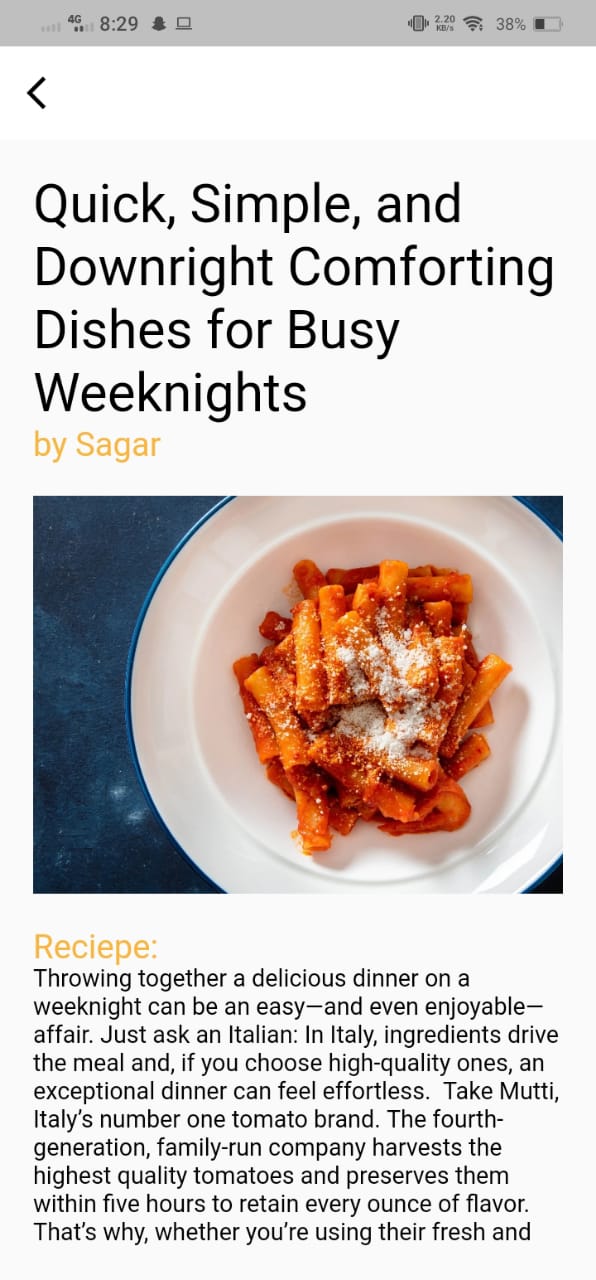 4G 8:29 2.20 KB/s 38%
Quick, Simple, and
Downright Comforting
Dishes for Busy
Weeknights
by Sagar
Reciepe:
Throwing together a delicious dinner on a
weeknight can be an easy—and even enjoyable—
affair. Just ask an Italian: In Italy, ingredients drive
the meal and, if you choose high-quality ones, an
exceptional dinner can feel effortless.  Take Mutti,
Italy’s number one tomato brand. The fourth-
generation, family-run company harvests the
highest quality tomatoes and preserves them
within five hours to retain every ounce of flavor.
That’s why, whether you’re using their fresh and